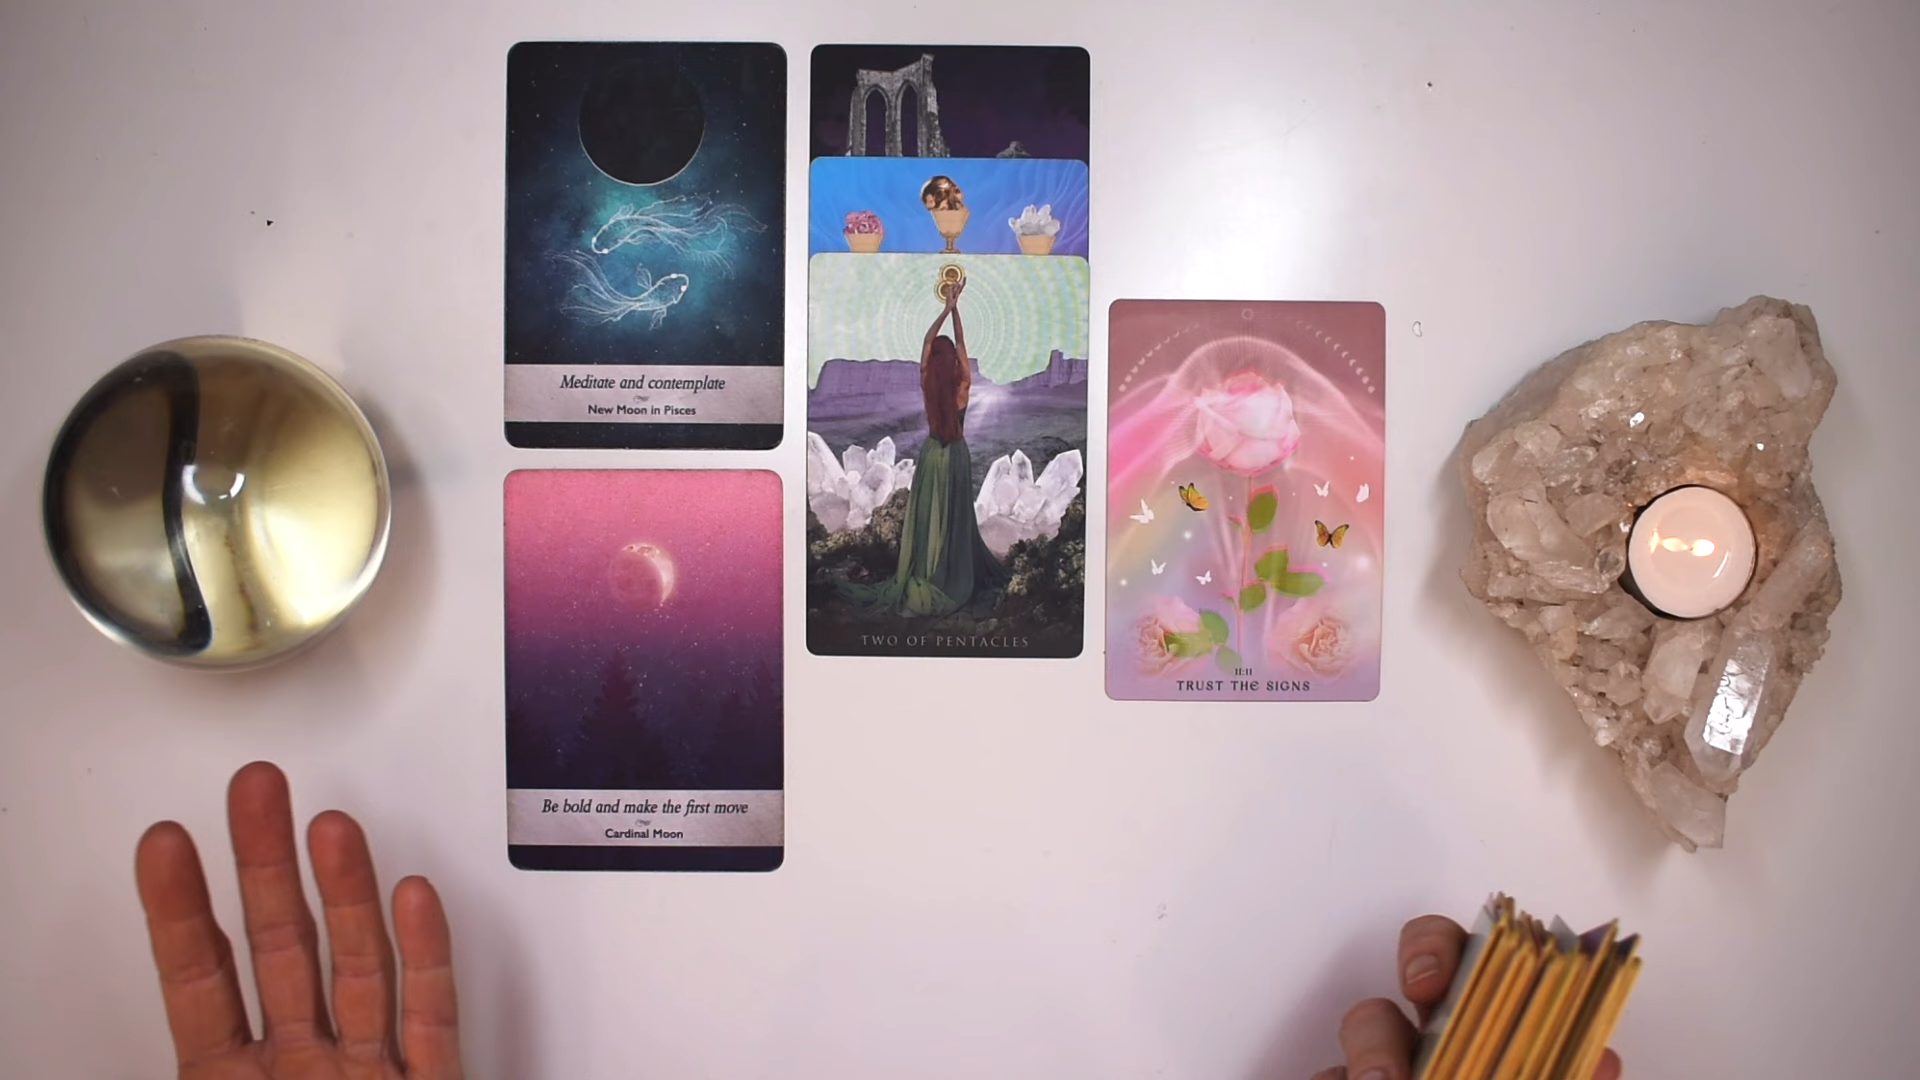 Meditate and contemplate
New Moon in Pisces
Be bold and make the first move
Cardinal Moon
TWO OF PENTACLES
11:11
TRUST THE SIGNS